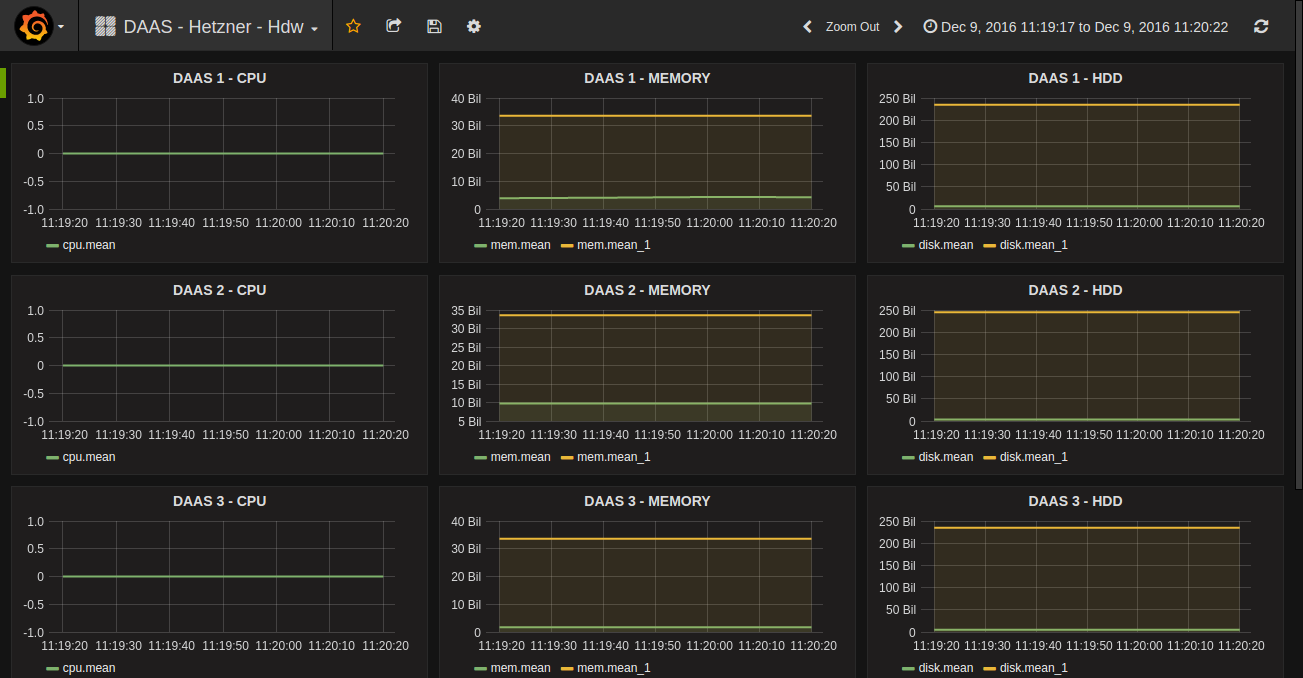 DAAS - Hetzner - Hdw
Zoom Out
Dec 9, 2016 11:19:17 to Dec 9, 2016 11:20:22
DAAS 1 - CPU
1.0
0.5
0
-0.5
-1.0
11:19:20 11:19:30 11:19:40 11:19:50 11:20:00 11:20:10 11:20:20
cpu.mean
DAAS 1 - MEMORY
40 Bil
30 Bil
20 Bil
10 Bil
0
11:19:20 11:19:30 11:19:40 11:19:50 11:20:00 11:20:10 11:20:20
mem.mean mem.mean_1
DAAS 1 - HDD
250 Bil
200 Bil
150 Bil
100 Bil
50 Bil
0
11:19:20 11:19:30 11:19:40 11:19:50 11:20:00 11:20:10 11:20:20
disk.mean disk.mean_1
DAAS 2 - CPU
1.0
0.5
0
-0.5
-1.0
11:19:20 11:19:30 11:19:40 11:19:50 11:20:00 11:20:10 11:20:20
cpu.mean
DAAS 2 - MEMORY
35 Bil
30 Bil
25 Bil
20 Bil
15 Bil
10 Bil
5 Bil
11:19:20 11:19:30 11:19:40 11:19:50 11:20:00 11:20:10 11:20:20
mem.mean mem.mean_1
DAAS 2 - HDD
250 Bil
200 Bil
150 Bil
100 Bil
50 Bil
0
11:19:20 11:19:30 11:19:40 11:19:50 11:20:00 11:20:10 11:20:20
disk.mean disk.mean_1
DAAS 3 - CPU
1.0
0.5
0
-0.5
-1.0
11:19:20 11:19:30 11:19:40 11:19:50 11:20:00 11:20:10 11:20:20
cpu.mean
DAAS 3 - MEMORY
40 Bil
30 Bil
20 Bil
10 Bil
0
11:19:20 11:19:30 11:19:40 11:19:50 11:20:00 11:20:10 11:20:20
mem.mean mem.mean_1
DAAS 3 - HDD
250 Bil
200 Bil
150 Bil
100 Bil
50 Bil
0
11:19:20 11:19:30 11:19:40 11:19:50 11:20:00 11:20:10 11:20:20
disk.mean disk.mean_1